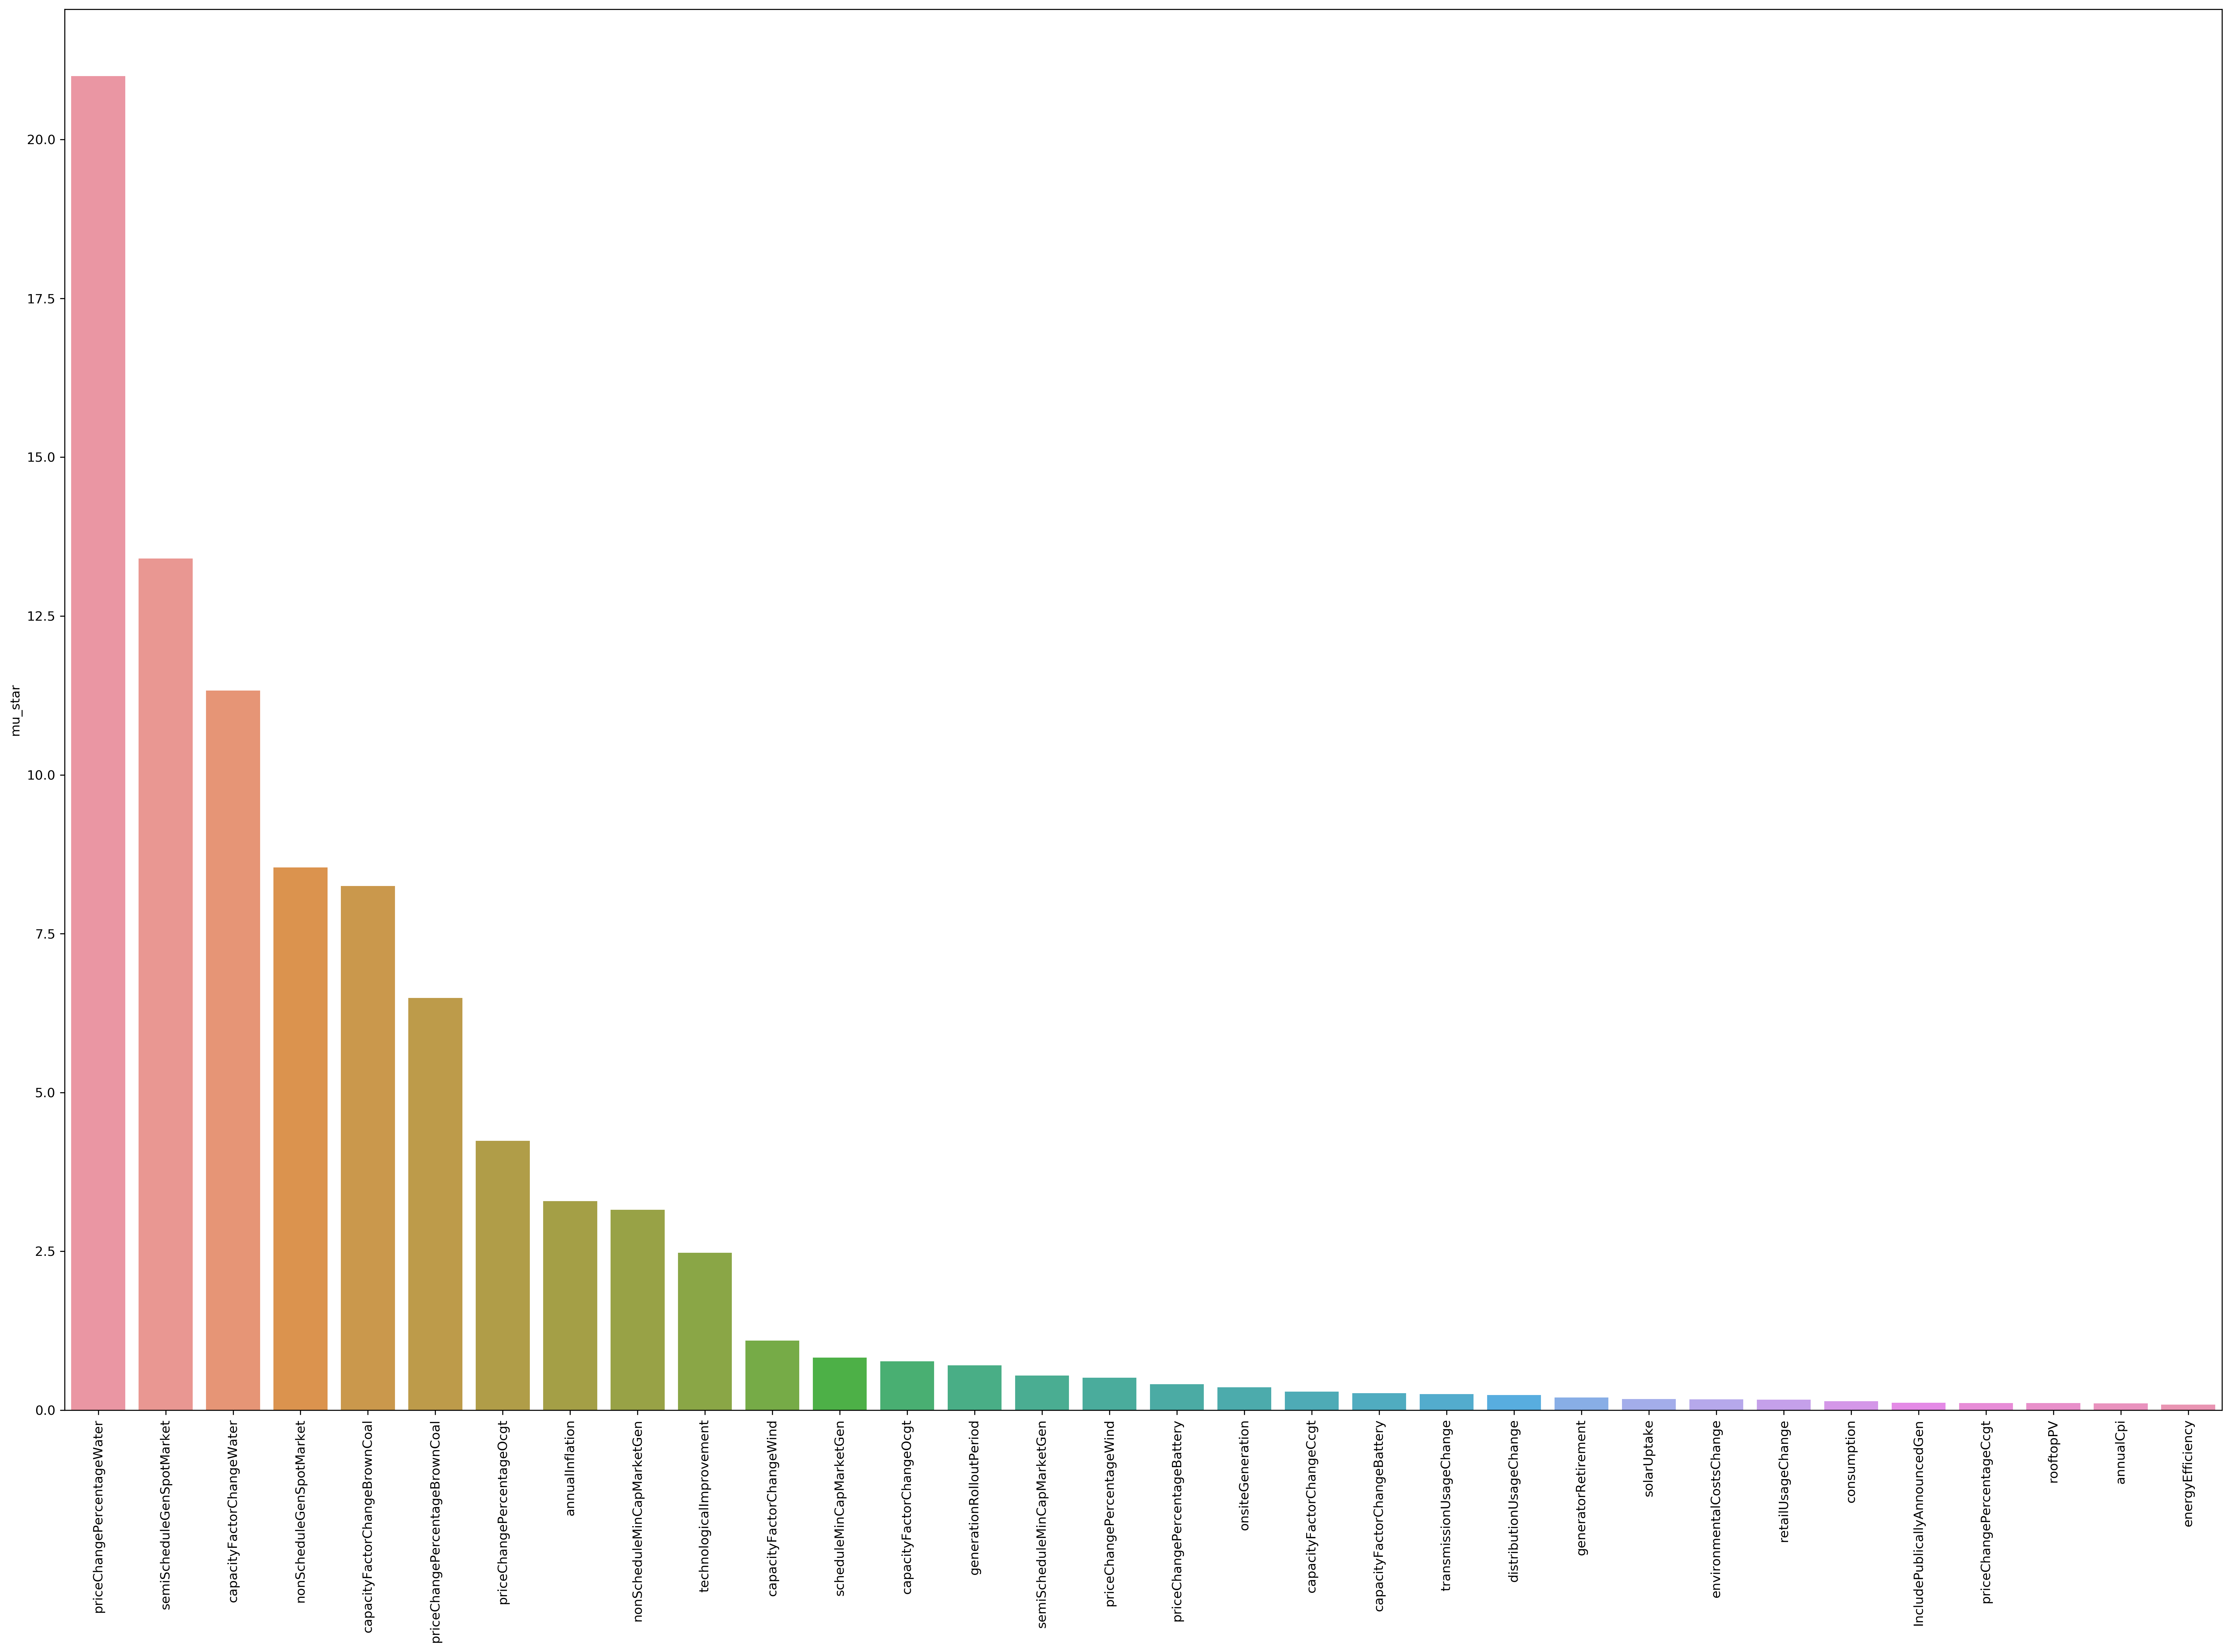 mu_star
20.0
17.5
15.0
12.5
10.0
7.5
5.0
2.5
0.0
priceChangePercentageWater
semiScheduleGenSpotMarket
capacityFactorChangeWater
nonScheduleGenSpotMarket
capacityFactorChangeBrownCoal
priceChangePercentageBrownCoal
priceChangePercentageOcgt
annualInflation
nonScheduleMinCapMarketGen
technologicalImprovement
capacityFactorChangeWind
scheduleMinCapMarketGen
capacityFactorChangeOcgt
generationRolloutPeriod
semiScheduleMinCapMarketGen
priceChangePercentageWind
priceChangePercentageBattery
onsiteGeneration
capacityFactorChangeCcgt
capacityFactorChangeBattery
transmissionUsageChange
distributionUsageChange
generatorRetirement
solarUptake
environmentalCostsChange
retailUsageChange
consumption
IncludePublicallyAnnouncedGen
priceChangePercentageCcgt
rooftopPV
annualCpi
energyEfficiency